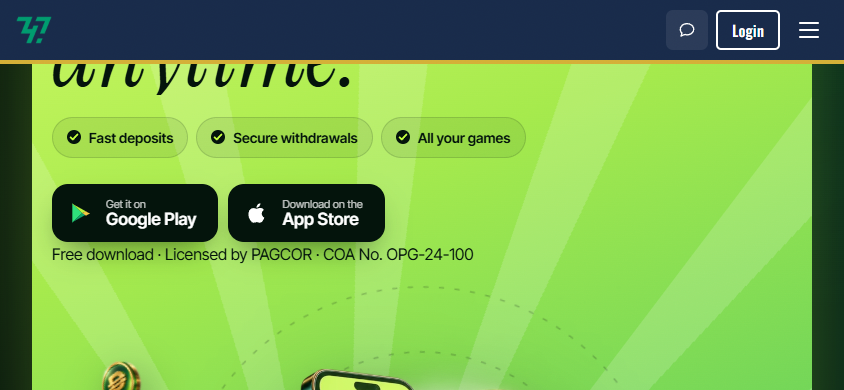 Login
anytime.
Fast deposits
Secure withdrawals
All your games
Get it on
Google Play
Download on the
App Store
Free download · Licensed by PAGCOR · COA No. OPG-24-100